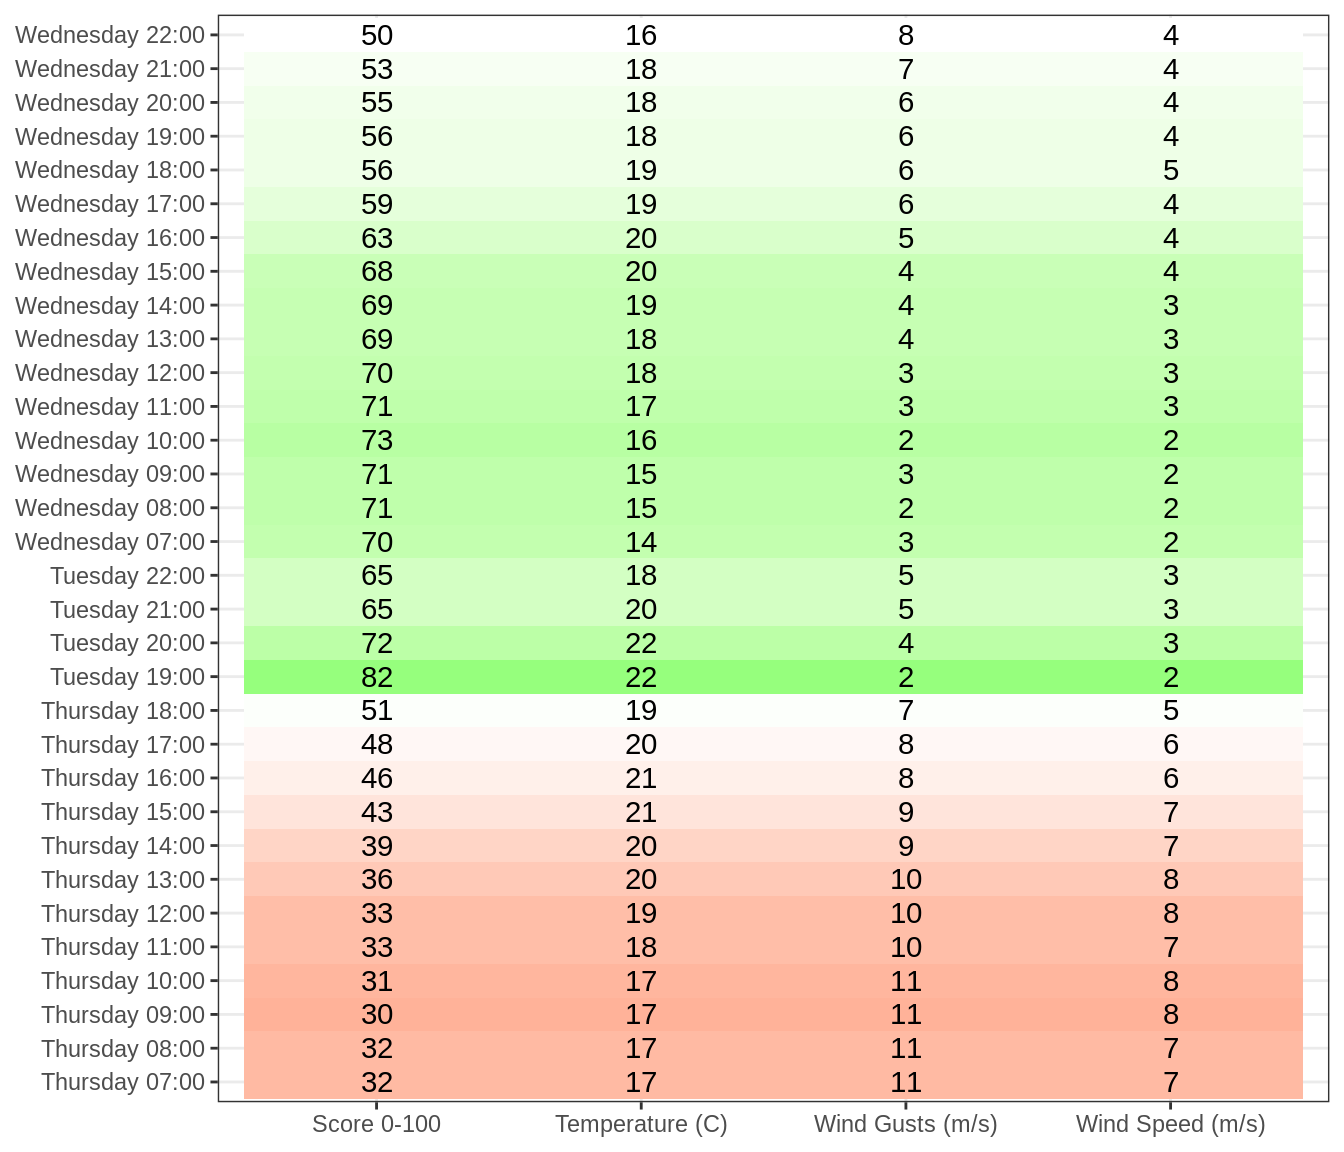 Wednesday 22:00 50 16 8 4
Wednesday 21:00 53 18 7 4
Wednesday 20:00 55 18 6 4
Wednesday 19:00 56 18 6 4
Wednesday 18:00 56 19 6 5
Wednesday 17:00 59 19 6 4
Wednesday 16:00 63 20 5 4
Wednesday 15:00 68 20 4 4
Wednesday 14:00 69 19 4 3
Wednesday 13:00 69 18 4 3
Wednesday 12:00 70 18 3 3
Wednesday 11:00 71 17 3 3
Wednesday 10:00 73 16 2 2
Wednesday 09:00 71 15 3 2
Wednesday 08:00 71 15 2 2
Wednesday 07:00 70 14 3 2
Tuesday 22:00 65 18 5 3
Tuesday 21:00 65 20 5 3
Tuesday 20:00 72 22 4 3
Tuesday 19:00 82 22 2 2
Thursday 18:00 51 19 7 5
Thursday 17:00 48 20 8 6
Thursday 16:00 46 21 8 6
Thursday 15:00 43 21 9 7
Thursday 14:00 39 20 9 7
Thursday 13:00 36 20 10 8
Thursday 12:00 33 19 10 8
Thursday 11:00 33 18 10 7
Thursday 10:00 31 17 11 8
Thursday 09:00 30 17 11 8
Thursday 08:00 32 17 11 7
Thursday 07:00 32 17 11 7
Score 0-100 Temperature (C) Wind Gusts (m/s) Wind Speed (m/s)